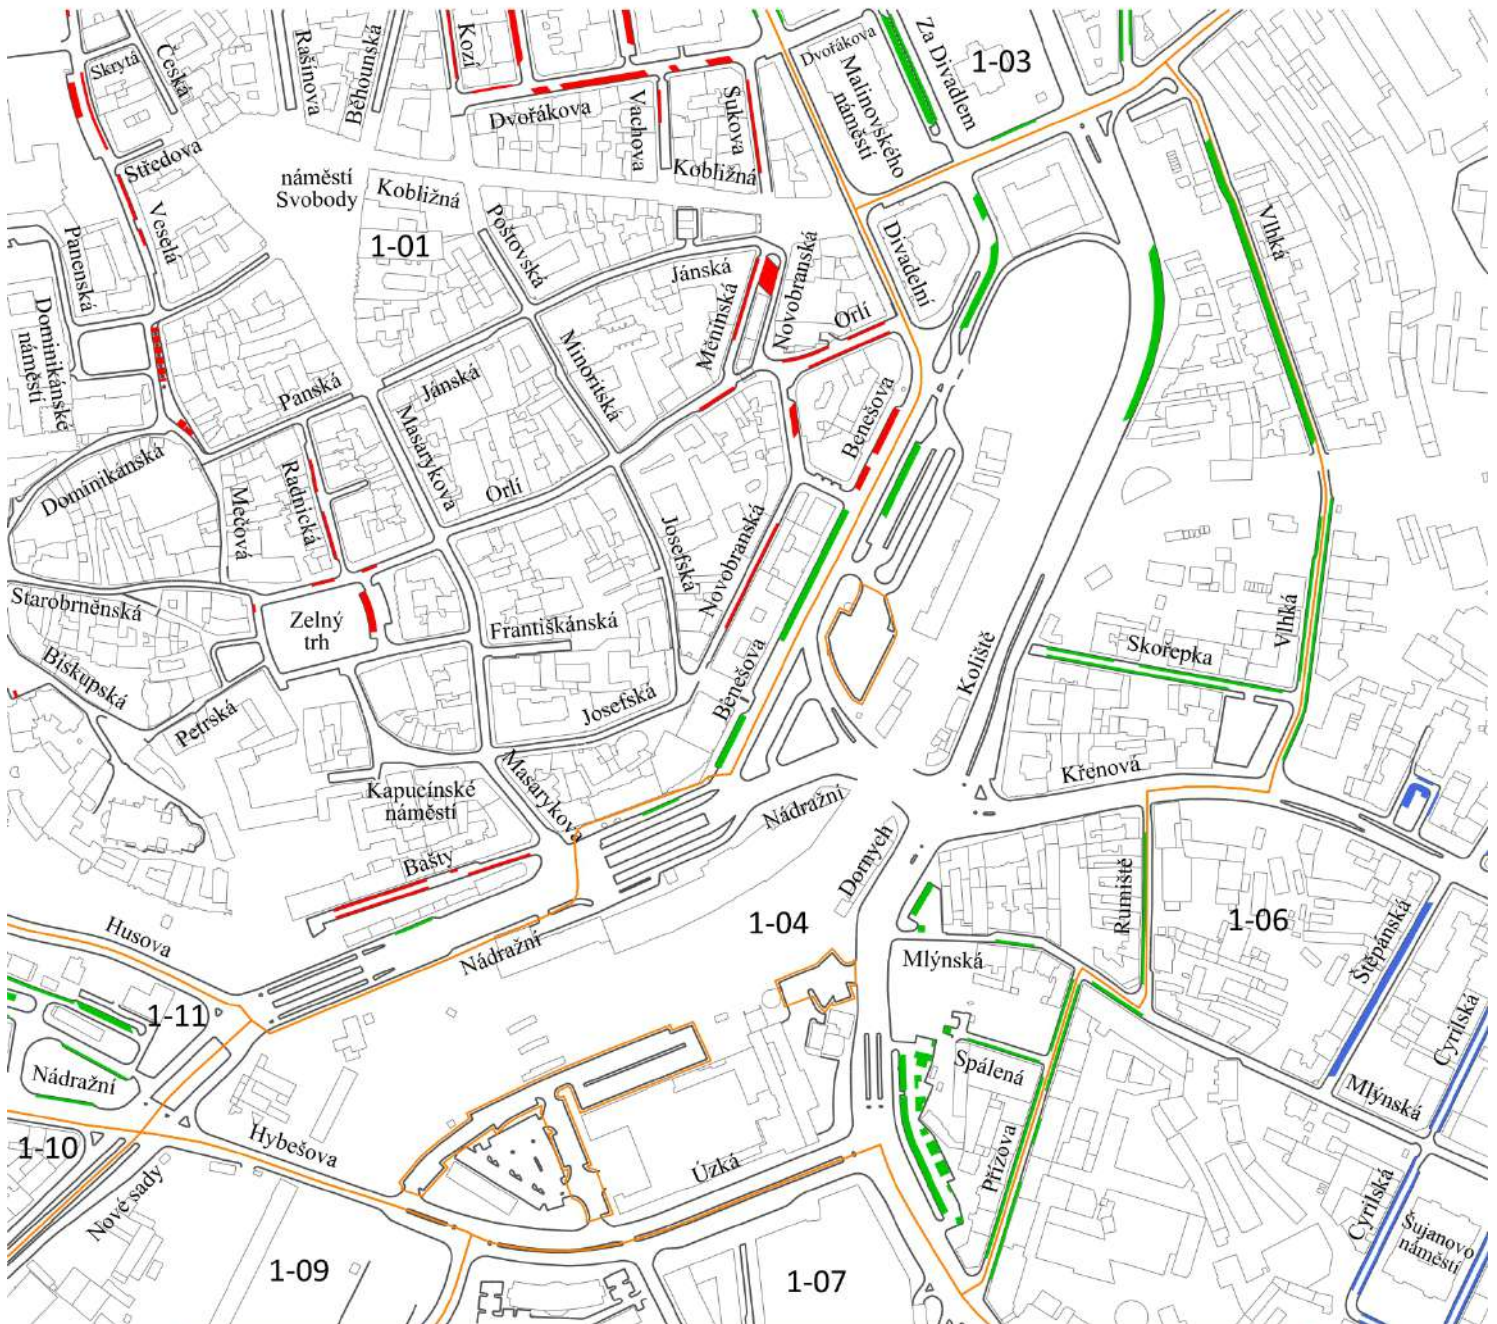 Skrytá
Česká
Rašínova
Běhounská
Kozí
Dvořákova
Vachova
Sukova
Dvořákova
Malinovského
náměstí
Za Divadlem
1-03
Středova
náměstí
Svobody
Kobližná
Kobližná
Veselá
Panenská
1-01
Poštovská
Jánská
Novobranská
Divadelní
Vlhká
Dominikánské
náměstí
Měnínská
Orlí
Minoritská
Panská
Jánská
Masarykova
Benešova
Dominikánská
Mečová
Radnická
Orlí
Josefská
Novobranská
Starobrněnská
Zelný
trh
Františkánská
Vlhká
Skořepka
Koliště
Biskupská
Petrská
Josefská
Benešova
Křenová
Kapucínské
náměstí
Masarykova
Nádražní
Bašty
Dornych
Rumiště
Štěpánská
1-06
Husova
Nádražní
1-04
Mlýnská
1-11
Nádražní
Spálená
Cyrilská
Mlýnská
1-10
Hybešova
Úzká
Přízova
Nové sady
Cyrilská
Šujanovo
náměstí
1-09
1-07